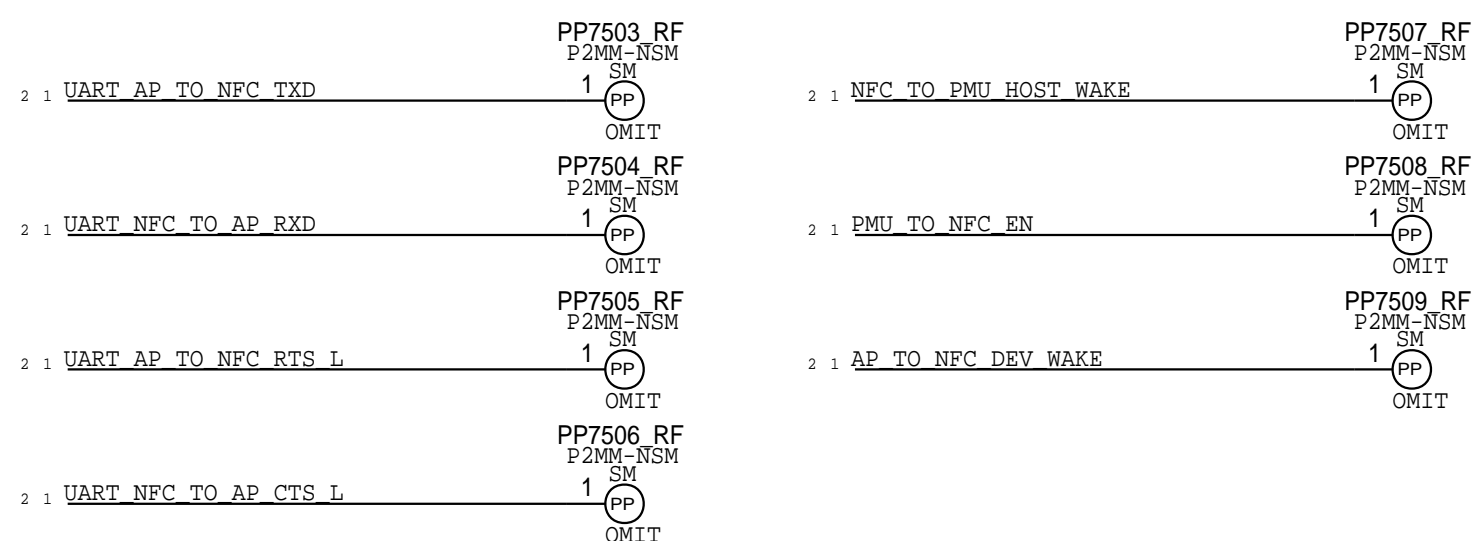 PP7503_RF
P2MM-NSM
SM
2 1 UART_AP_TO_NFC_TXD 1 PP
OMIT
PP7504_RF
P2MM-NSM
SM
2 1 UART_NFC_TO_AP_RXD 1 PP
OMIT
PP7505_RF
P2MM-NSM
SM
2 1 UART_AP_TO_NFC_RTS_L 1 PP
OMIT
PP7506_RF
P2MM-NSM
SM
2 1 UART_NFC_TO_AP_CTS_L 1 PP
OMIT
PP7507_RF
P2MM-NSM
SM
2 1 NFC_TO_PMU_HOST_WAKE 1 PP
OMIT
PP7508_RF
P2MM-NSM
SM
2 1 PMU_TO_NFC_EN 1 PP
OMIT
PP7509_RF
P2MM-NSM
SM
2 1 AP_TO_NFC_DEV_WAKE 1 PP
OMIT